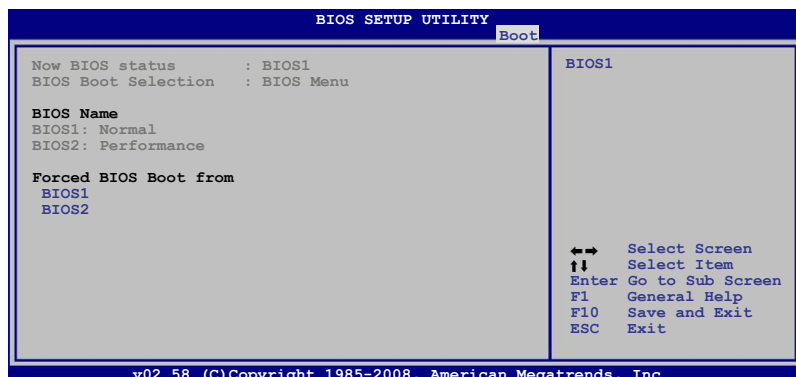 BIOS SETUP UTILITY
Boot
Now BIOS status : BIOS1
BIOS Boot Selection : BIOS Menu
BIOS Name
BIOS1: Normal
BIOS2: Performance
Forced BIOS Boot from
BIOS1
BIOS2
BIOS1
←→ Select Screen
↑↓ Select Item
Enter Go to Sub Screen
F1 General Help
F10 Save and Exit
ESC Exit
v02.58 (C)Copyright 1985-2008, American Megatrends, Inc.